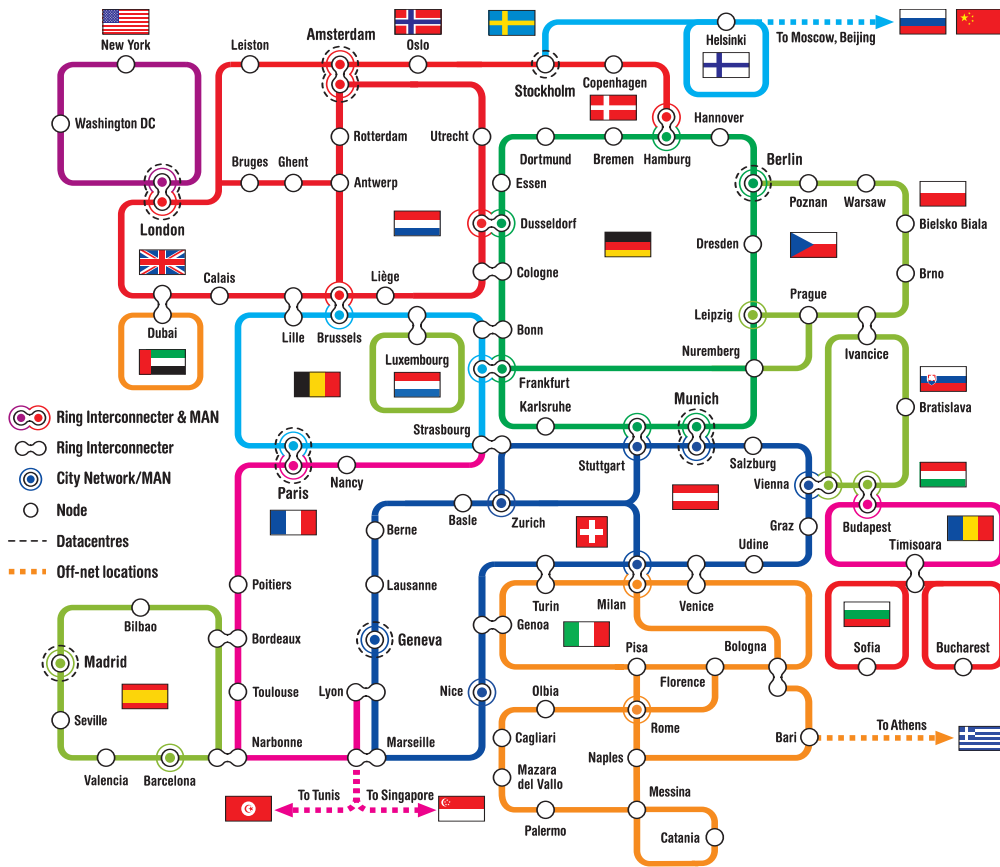 New York
Leiston
Amsterdam
Oslo
Helsinki
To Moscow, Beijing
Stockholm
Copenhagen
Washington DC
Rotterdam
Utrecht
Hannover
Dortmund
Bremen
Hamburg
Berlin
Bruges
Ghent
Antwerp
Essen
Poznan
Warsaw
London
Dusseldorf
Bielsko Biala
Dresden
Cologne
Brno
Calais
Liège
Prague
Leipzig
Dubai
Lille
Brussels
Bonn
Ivancice
Luxembourg
Nuremberg
Frankfurt
Karlsruhe
Munich
Bratislava
Ring Interconnecter & MAN
Ring Interconnecter
City Network/MAN
Node
Datacentres
Off-net locations
Strasbourg
Stuttgart
Salzburg
Paris
Nancy
Vienna
Basle
Zurich
Budapest
Graz
Berne
Udine
Timisoara
Poitiers
Lausanne
Turin
Milan
Venice
Bilbao
Bordeaux
Geneva
Genoa
Pisa
Bologna
Sofia
Bucharest
Madrid
Florence
Toulouse
Lyon
Nice
Olbia
Seville
Rome
To Athens
Narbonne
Marseille
Cagliari
Bari
Valencia
Barcelona
Naples
Mazara
del Vallo
To Tunis
To Singapore
Messina
Palermo
Catania